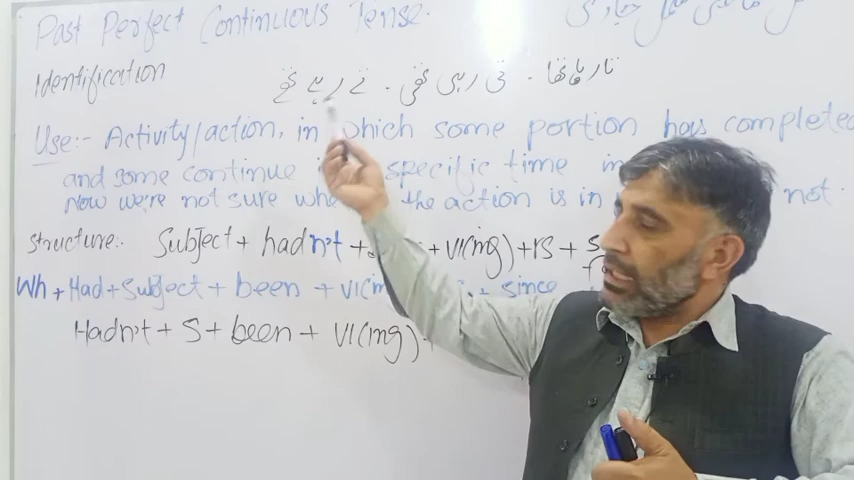 Past Perfect Continuous Tense.
Identification تا رہا تھا - تی رہی تھی - تے رہے تھے
Use:- Activity/action, in which some portion has completed
and some continue specific time in
now we're not sure the action is in not.
Structure:- Subject + hadn't + + V1(ing) + rs +
Wh + Had + Subject + been + V1(ing + since
Hadn't + S + been + V1(ing) +